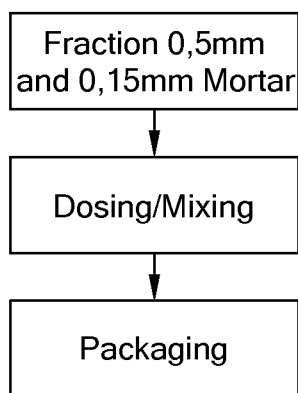 Fraction 0,5mm
and 0,15mm Mortar
Dosing/Mixing
Packaging